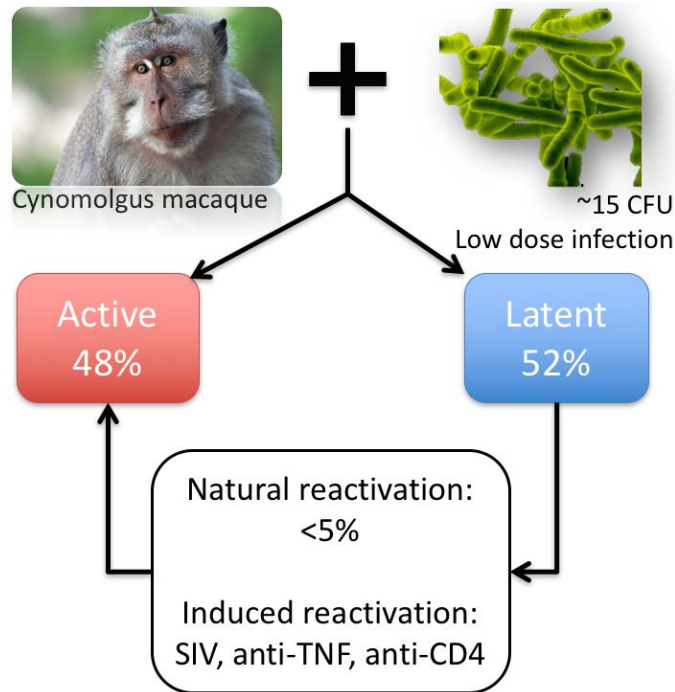 Cynomolgus macaque
~15 CFU
Low dose infection
Active
48%
Latent
52%
Natural reactivation:
<5%
Induced reactivation:
SIV, anti-TNF, anti-CD4